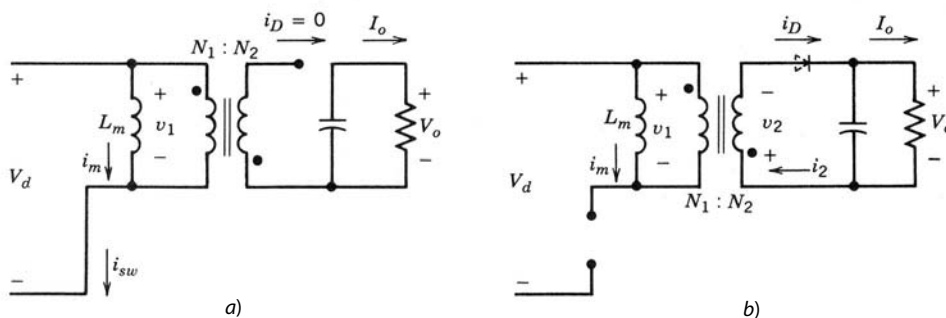 i_D = 0
I_o
N_1 : N_2
+
+
+
L_m
v_1
V_o
−
−
i_m
V_d
−
i_sw
a)
i_D
I_o
+
+
−
+
L_m
v_1
v_2
V_o
−
+
−
i_m
i_2
V_d
N_1 : N_2
−
b)